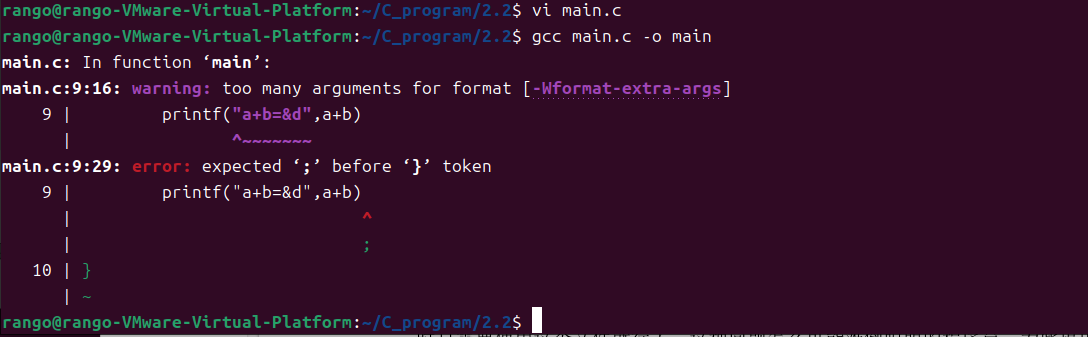 rango@rango-VMware-Virtual-Platform:~/C_program/2.2$ vi main.c
rango@rango-VMware-Virtual-Platform:~/C_program/2.2$ gcc main.c -o main
main.c: In function ‘main’:
main.c:9:16: warning: too many arguments for format [-Wformat-extra-args]
    9 |         printf("a+b=&d",a+b)
      |                ^~~~~~~~
main.c:9:29: error: expected ‘;’ before ‘}’ token
    9 |         printf("a+b=&d",a+b)
      |                             ^
      |                             ;
   10 | }
      | ~
rango@rango-VMware-Virtual-Platform:~/C_program/2.2$